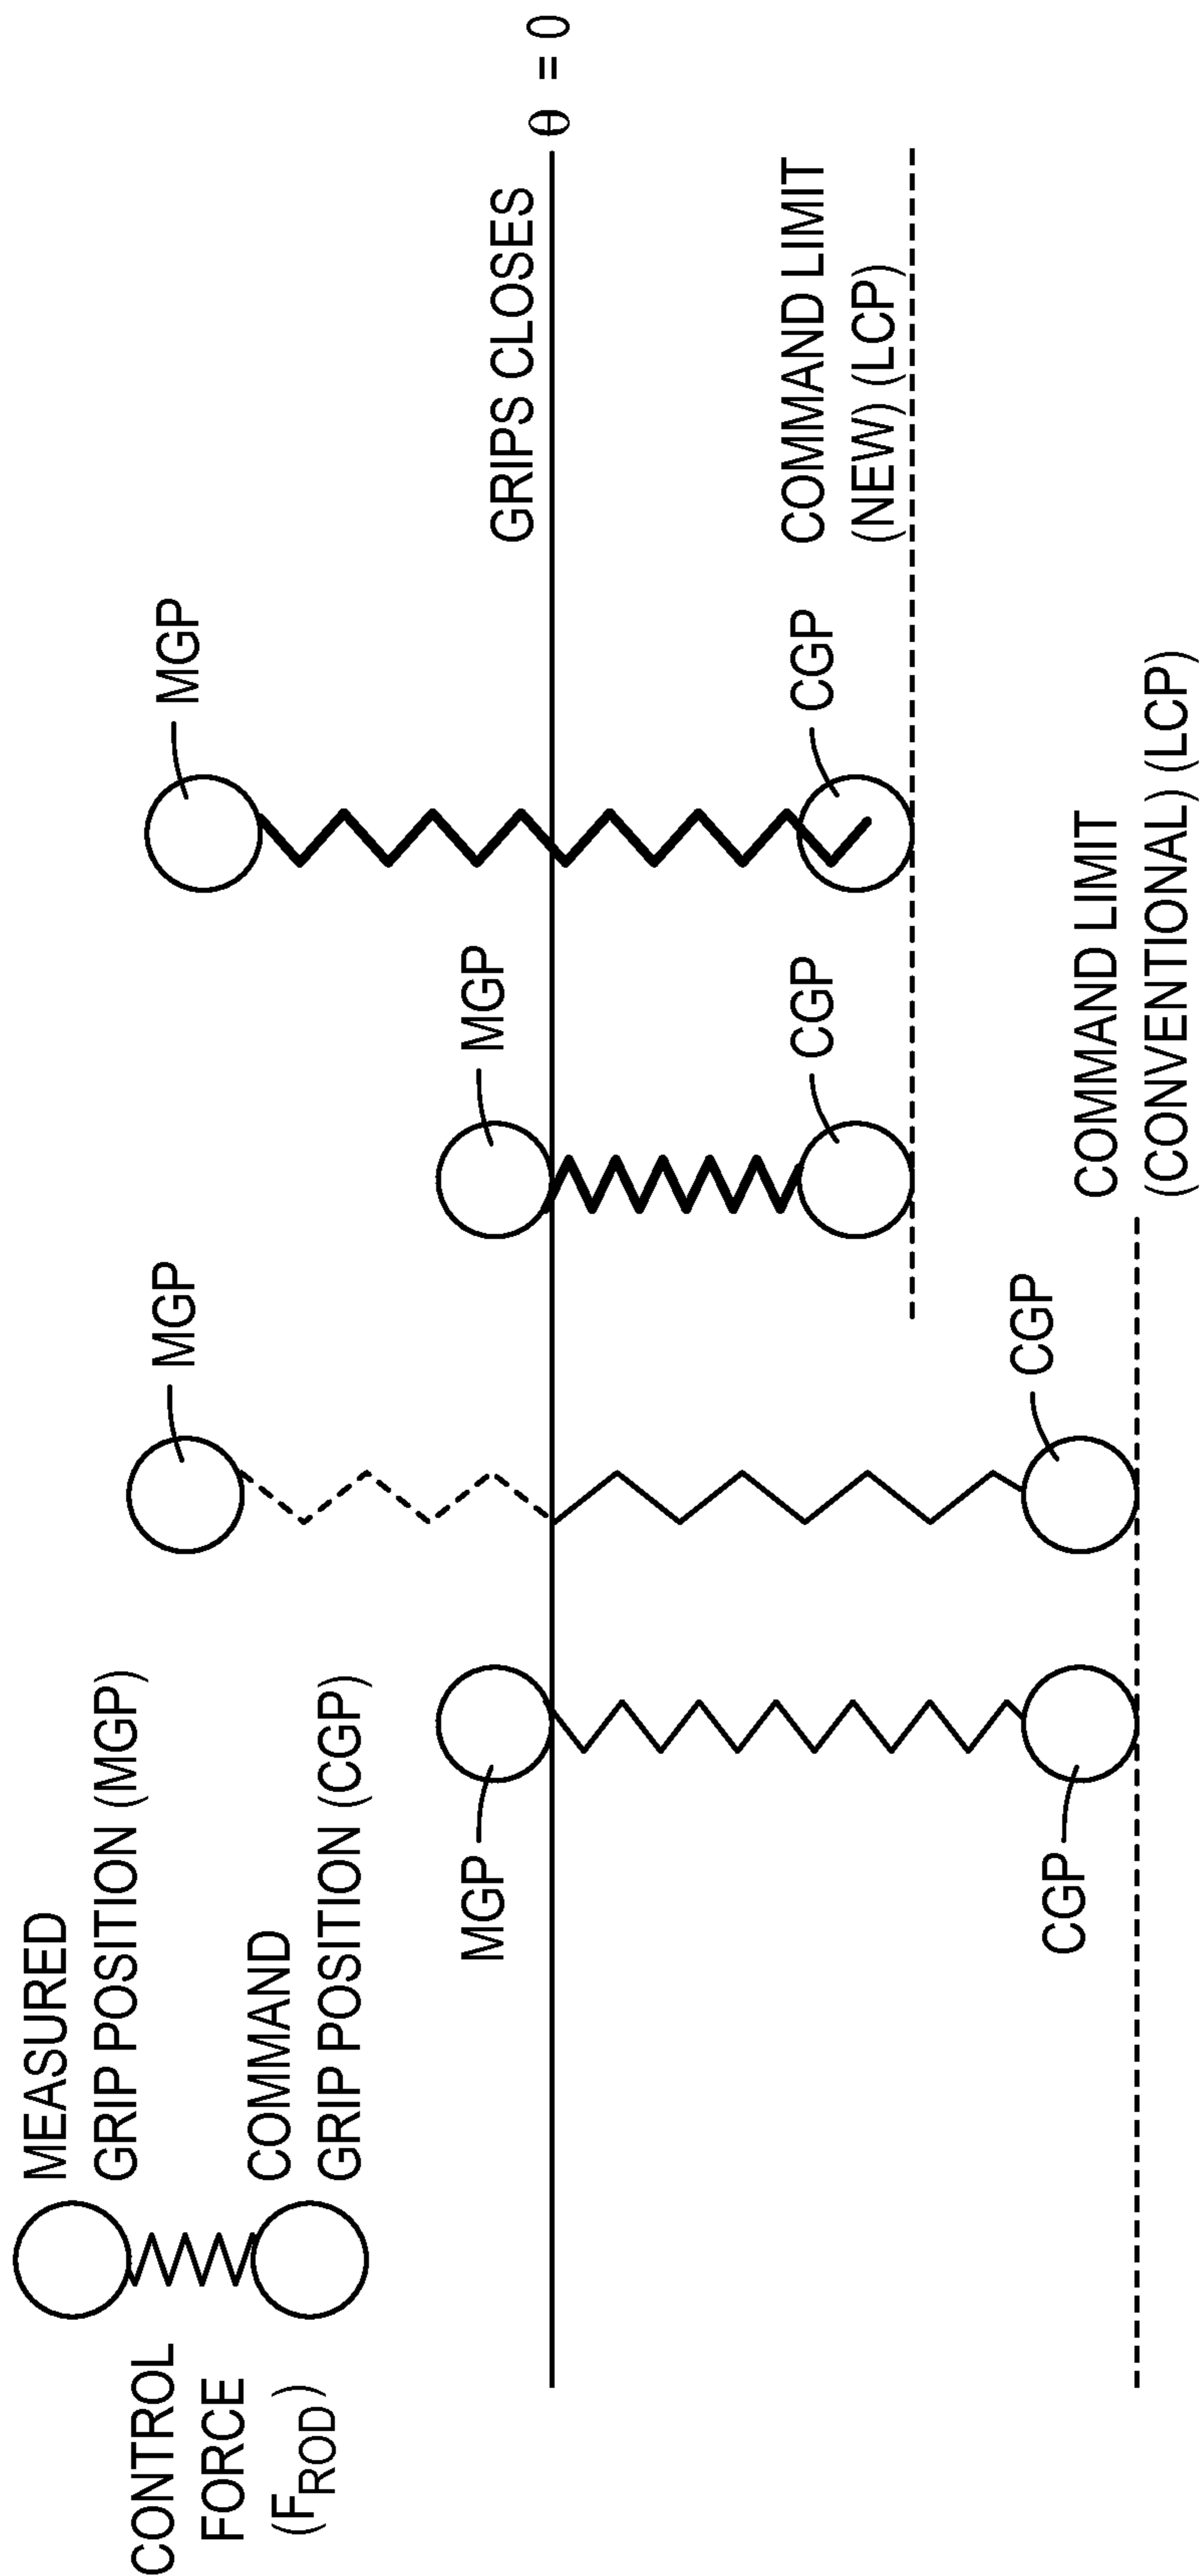 MEASURED
GRIP POSITION (MGP)
CONTROL
FORCE
(F_ROD)
COMMAND
GRIP POSITION (CGP)
MGP
CGP
MGP
CGP
MGP
CGP
MGP
CGP
GRIPS CLOSES
θ = 0
COMMAND LIMIT
(NEW) (LCP)
COMMAND LIMIT
(CONVENTIONAL) (LCP)